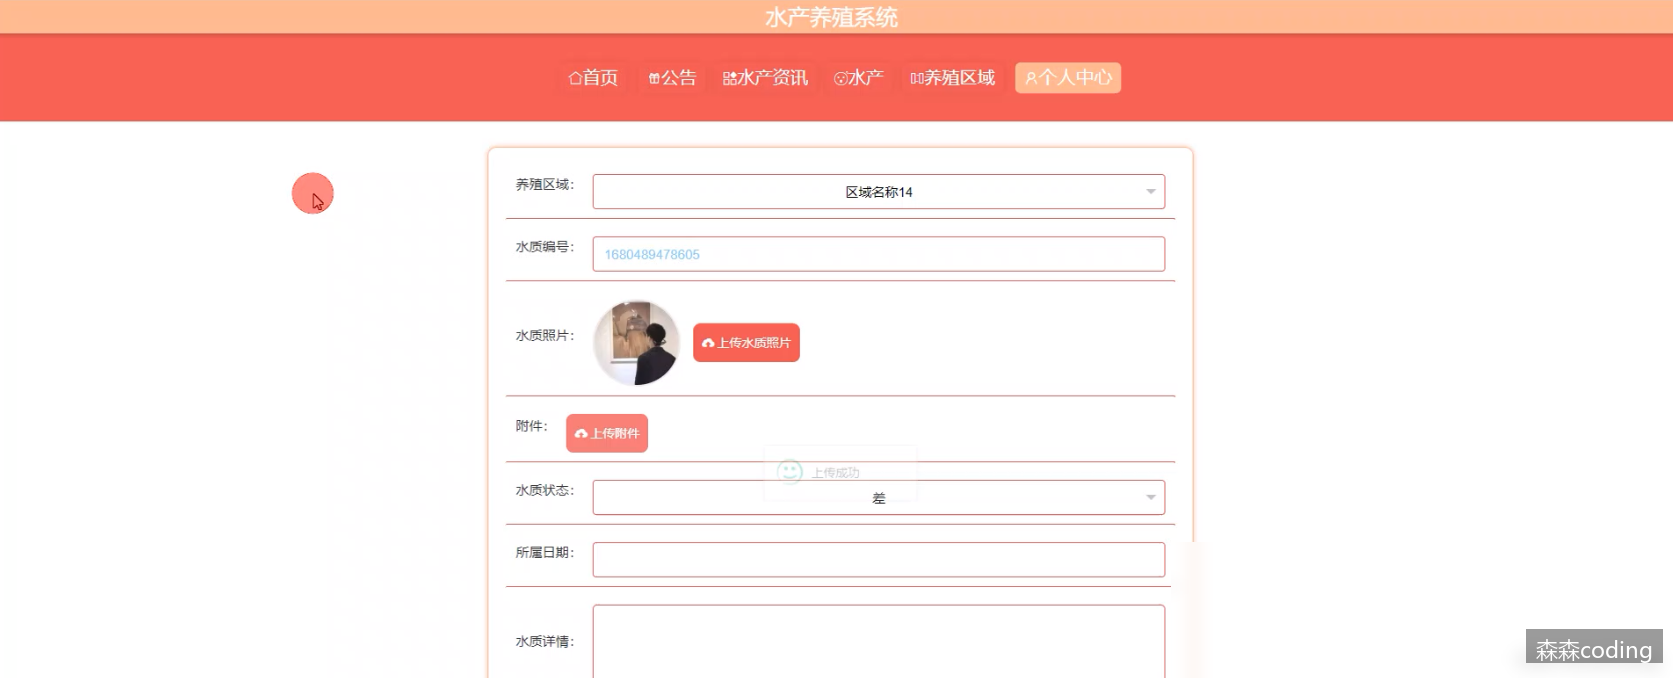 水产养殖系统
首页 公告 水产资讯 水产 养殖区域 个人中心
养殖区域： 区域名称14
水质编号： 1680489478605
水质照片： 上传水质照片
附件： 上传附件
上传成功
水质状态： 差
所属日期：
水质详情：
森森coding